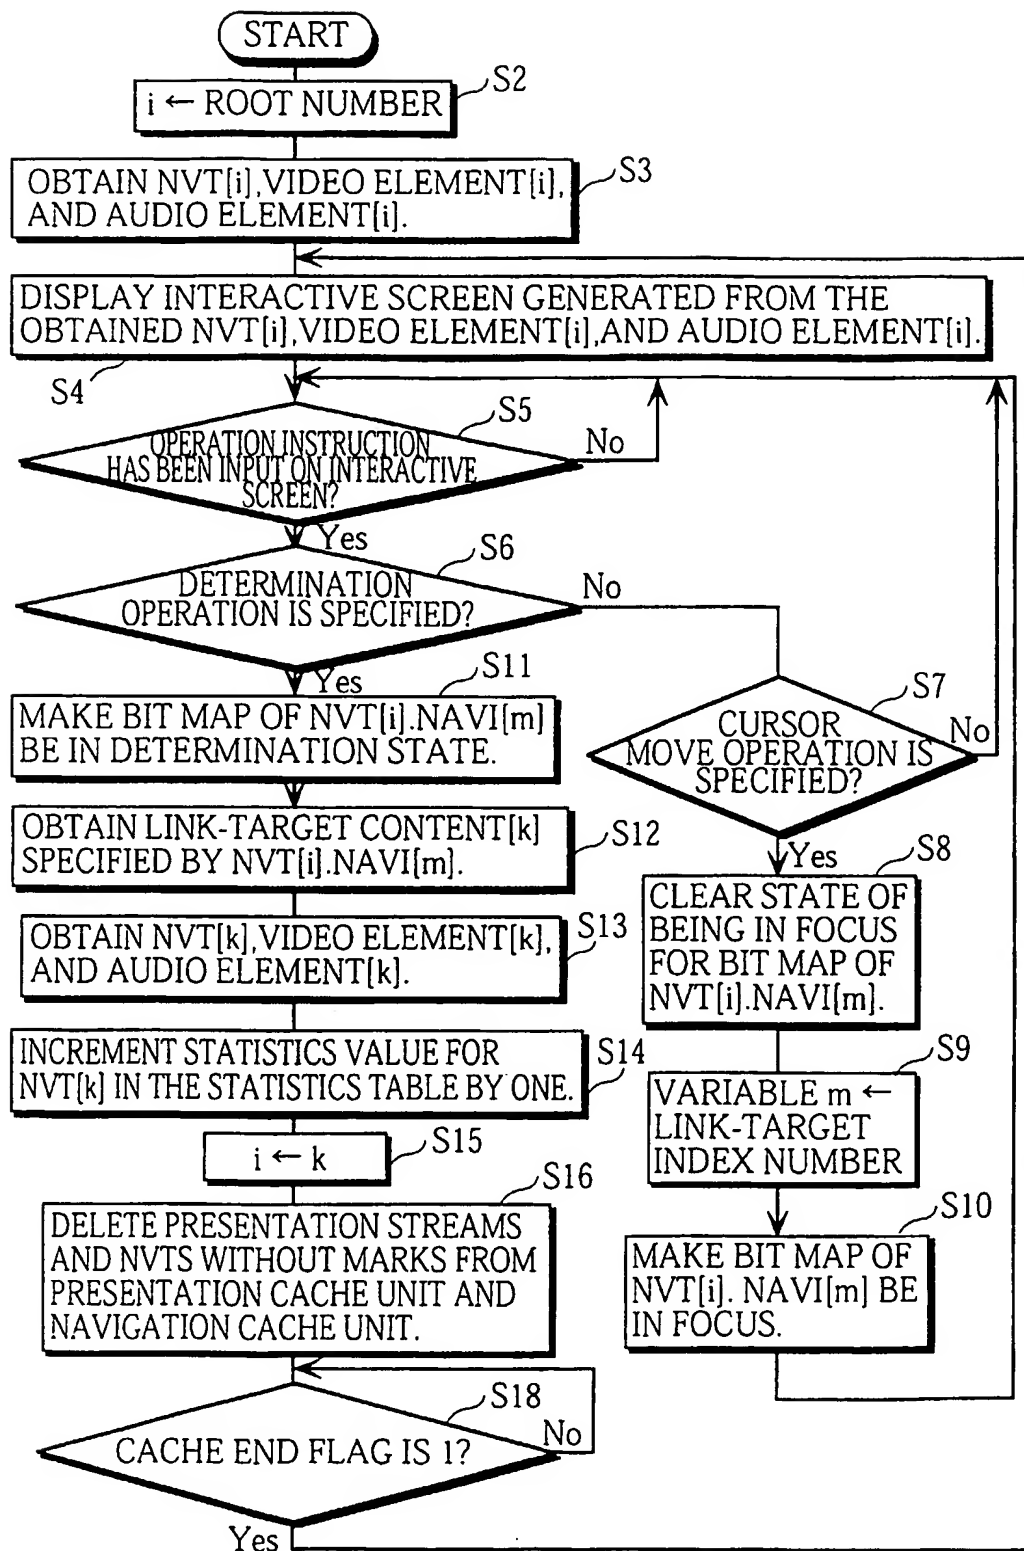 START
S2
i ← ROOT NUMBER
S3
OBTAIN NVT[i],VIDEO ELEMENT[i],
AND AUDIO ELEMENT[i].
DISPLAY INTERACTIVE SCREEN GENERATED FROM THE
OBTAINED NVT[i],VIDEO ELEMENT[i],AND AUDIO ELEMENT[i].
S4
S5
OPERATION INSTRUCTION
HAS BEEN INPUT ON INTERACTIVE
SCREEN?
No
Yes
S6
DETERMINATION
OPERATION IS SPECIFIED?
No
Yes
S11
MAKE BIT MAP OF NVT[i].NAVI[m]
BE IN DETERMINATION STATE.
S7
CURSOR
MOVE OPERATION IS
SPECIFIED?
No
Yes
OBTAIN LINK-TARGET CONTENT[k]
SPECIFIED BY NVT[i].NAVI[m].
S12
S8
CLEAR STATE OF
BEING IN FOCUS
FOR BIT MAP OF
NVT[i].NAVI[m].
OBTAIN NVT[k],VIDEO ELEMENT[k],
AND AUDIO ELEMENT[k].
S13
INCREMENT STATISTICS VALUE FOR
NVT[k] IN THE STATISTICS TABLE BY ONE.
S14
S9
VARIABLE m ←
LINK-TARGET
INDEX NUMBER
i ← k
S15
S16
DELETE PRESENTATION STREAMS
AND NVTS WITHOUT MARKS FROM
PRESENTATION CACHE UNIT AND
NAVIGATION CACHE UNIT.
S10
MAKE BIT MAP OF
NVT[i]. NAVI[m] BE
IN FOCUS.
S18
CACHE END FLAG IS 1?
No
Yes